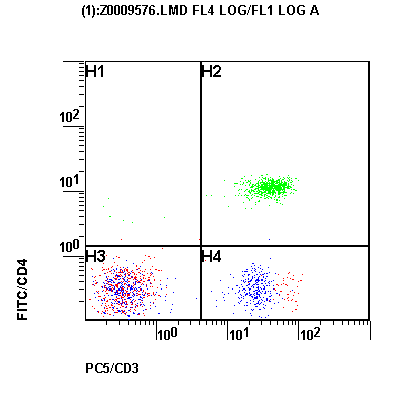 (1):Z0009576.LMD FL4 LOG/FL1 LOG A
H1
H2
10²
10¹
10⁰
H3
H4
FITC/CD4
10⁰
10¹
10²
PC5/CD3